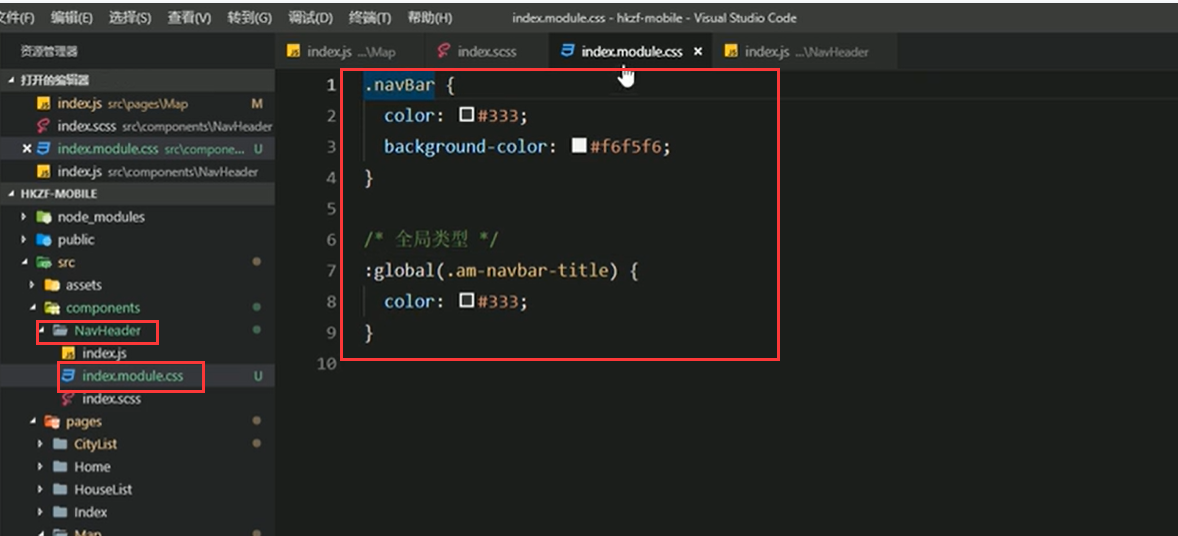 文件(F) 编辑(E) 选择(S) 查看(V) 转到(G) 调试(D) 终端(T) 帮助(H) index.module.css - hkzf-mobile - Visual Studio Code
资源管理器
index.js ...\Map index.scss index.module.css × index.js ...\NavHeader
打开的编辑器
index.js src\pages\Map M
index.scss src\components\NavHeader
× index.module.css src\compone... U
index.js src\components\NavHeader
HKZF-MOBILE
node_modules
public
src
assets
components
NavHeader
index.js
index.module.css U
index.scss
pages
CityList
Home
HouseList
Index
Map
1 .navBar {
2 color: #333;
3 background-color: #f6f5f6;
4 }
5
6 /* 全局类型 */
7 :global(.am-navbar-title) {
8 color: #333;
9 }
10